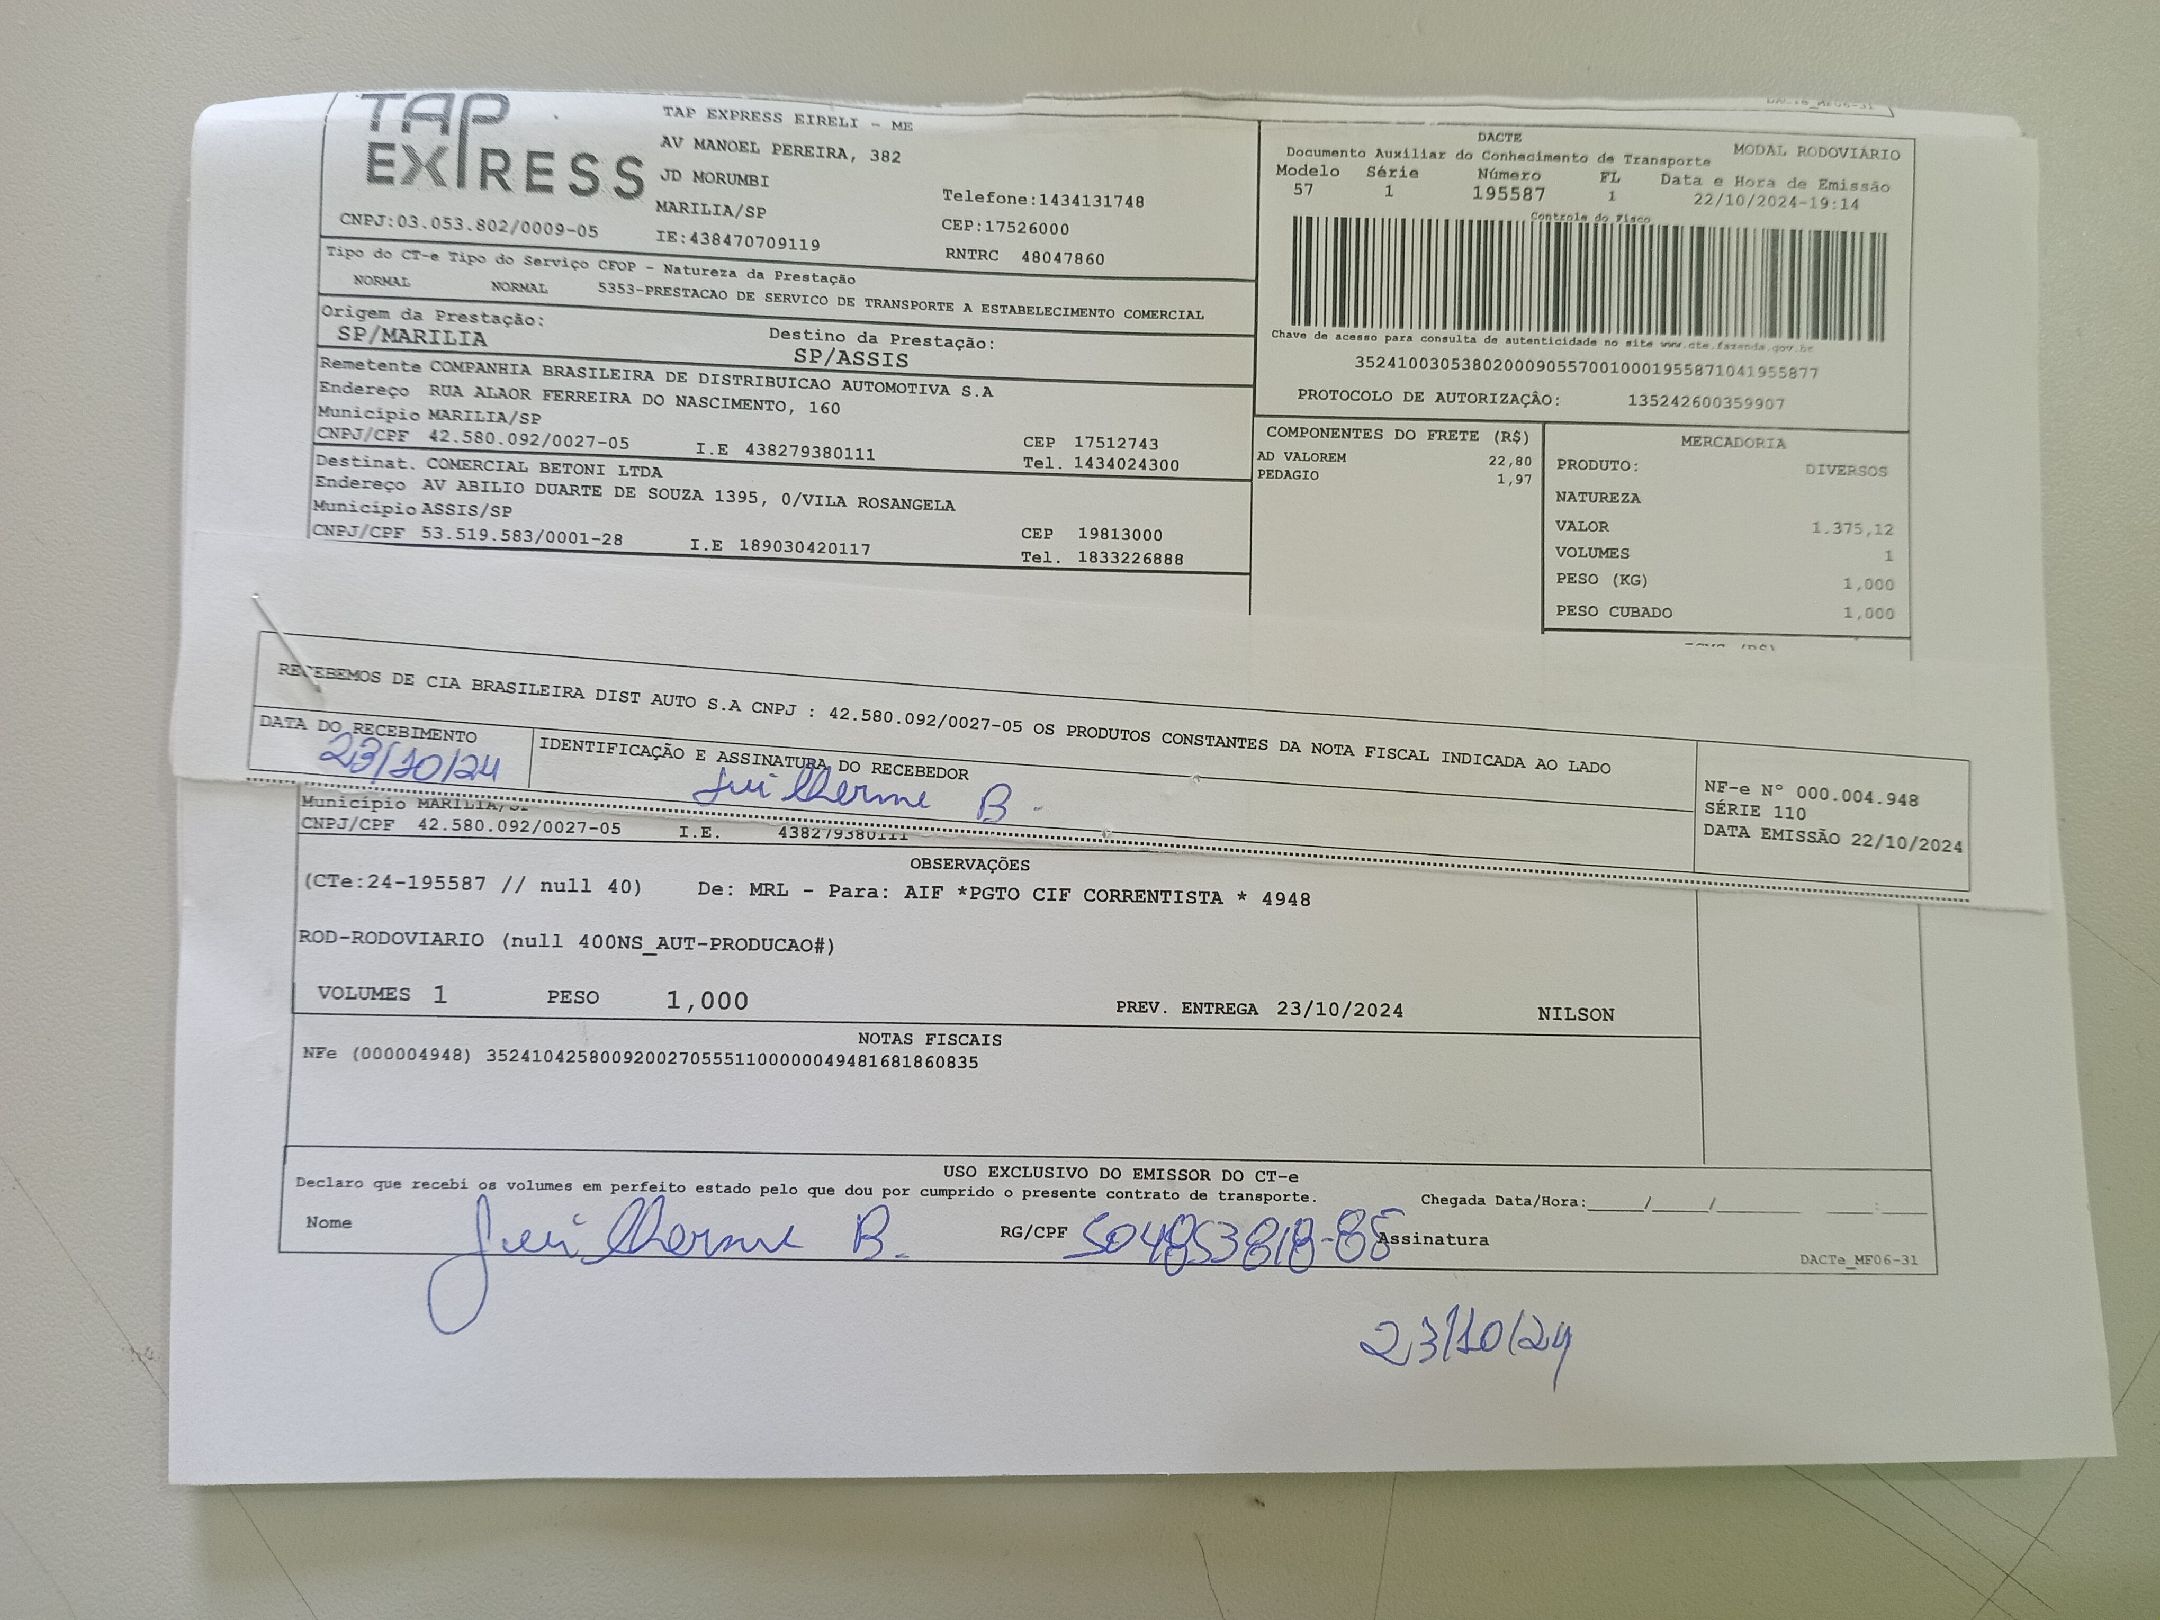 TAP EXPRESS
TAP EXPRESS EIRELI - ME
AV MANOEL PEREIRA, 382
JD MORUMBI
MARILIA/SP
Telefone:1434131748
CEP:17526000
CNPJ:03.053.802/0009-05
IE:438470709119
RNTRC 48047860
DACTE
MODAL RODOVIÁRIO
Documento Auxiliar do Conhecimento de Transporte
Modelo Série Número FL Data e Hora de Emissão
57 1 195587 1 22/10/2024-19:14
Controle do Fisco
Chave de acesso para consulta de autenticidade no site www.cte.fazenda.gov.br
35241003053802000905570010001955871041955877
PROTOCOLO DE AUTORIZAÇÂO: 135242600359907
Tipo do CT-e Tipo do Serviço CFOP - Natureza da Prestação
NORMAL NORMAL 5353-PRESTACAO DE SERVICO DE TRANSPORTE A ESTABELECIMENTO COMERCIAL
Origem da Prestação: Destino da Prestação:
SP/MARILIA SP/ASSIS
Remetente COMPANHIA BRASILEIRA DE DISTRIBUICAO AUTOMOTIVA S.A
Endereço RUA ALAOR FERREIRA DO NASCIMENTO, 160
Município MARILIA/SP
CEP 17512743
CNPJ/CPF 42.580.092/0027-05 I.E 438279380111
Tel. 1434024300
Destinat. COMERCIAL BETONI LTDA
Endereço AV ABILIO DUARTE DE SOUZA 1395, 0/VILA ROSANGELA
Município ASSIS/SP
CEP 19813000
CNPJ/CPF 53.519.583/0001-28 I.E 189030420117
Tel. 1833226888
COMPONENTES DO FRETE (R$)
AD VALOREM 22,80
PEDAGIO 1,97
MERCADORIA
PRODUTO: DIVERSOS
NATUREZA
VALOR 1.375,12
VOLUMES 1
PESO (KG) 1,000
PESO CUBADO 1,000
RECEBEMOS DE CIA BRASILEIRA DIST AUTO S.A CNPJ : 42.580.092/0027-05 OS PRODUTOS CONSTANTES DA NOTA FISCAL INDICADA AO LADO
DATA DO RECEBIMENTO
23/10/24
IDENTIFICAÇÃO E ASSINATURA DO RECEBEDOR
Guilherme B.
NF-e N° 000.004.948
SÉRIE 110
DATA EMISSÃO 22/10/2024
Município MARILIA/SP
CNPJ/CPF 42.580.092/0027-05 I.E. 438279380111
OBSERVAÇÕES
(CTe:24-195587 // null 40) De: MRL - Para: AIF *PGTO CIF CORRENTISTA * 4948
ROD-RODOVIARIO (null 400NS_AUT-PRODUCAO#)
VOLUMES 1 PESO 1,000 PREV. ENTREGA 23/10/2024 NILSON
NOTAS FISCAIS
NFe (000004948) 35241042580092002705551100000049481681860835
USO EXCLUSIVO DO EMISSOR DO CT-e
Declaro que recebi os volumes em perfeito estado pelo que dou por cumprido o presente contrato de transporte.
Chegada Data/Hora:_____/_____/_______ ____:____
Nome Guilherme B. RG/CPF 504853818-85 Assinatura
DACTe_MF06-31
23/10/24